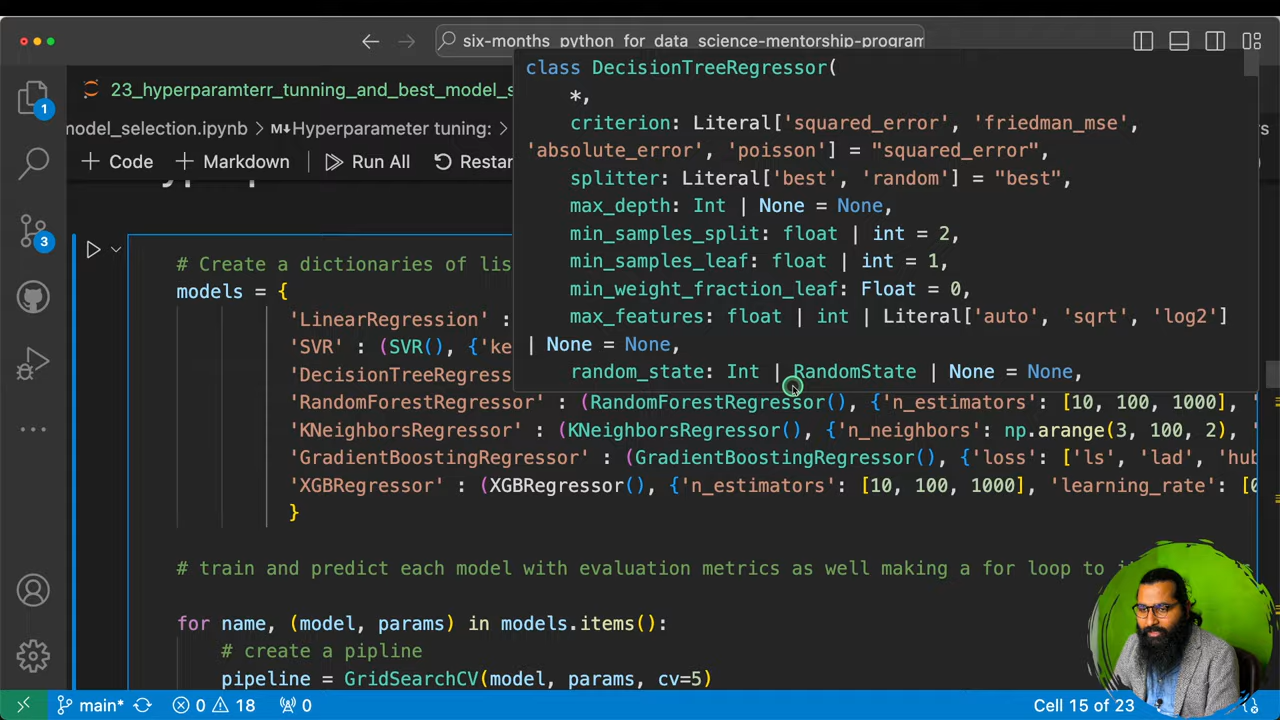 six-months_python_for_data_science-mentorship-program
23_hyperparamterr_tunning_and_best_model_s
model_selection.ipynb > M Hyperparameter tuning: >
+ Code + Markdown Run All Restar
class DecisionTreeRegressor(
*,
criterion: Literal['squared_error', 'friedman_mse',
'absolute_error', 'poisson'] = "squared_error",
splitter: Literal['best', 'random'] = "best",
max_depth: Int | None = None,
min_samples_split: float | int = 2,
min_samples_leaf: float | int = 1,
min_weight_fraction_leaf: Float = 0,
max_features: float | int | Literal['auto', 'sqrt', 'log2']
| None = None,
random_state: Int | RandomState | None = None,
1
3
# Create a dictionaries of lis
models = {
'LinearRegression' :
'SVR' : (SVR(), {'ke
'DecisionTreeRegress
'RandomForestRegressor' : (RandomForestRegressor(), {'n_estimators': [10, 100, 1000], '
'KNeighborsRegressor' : (KNeighborsRegressor(), {'n_neighbors': np.arange(3, 100, 2), '
'GradientBoostingRegressor' : (GradientBoostingRegressor(), {'loss': ['ls', 'lad', 'hub
'XGBRegressor' : (XGBRegressor(), {'n_estimators': [10, 100, 1000], 'learning_rate': [0
}
# train and predict each model with evaluation metrics as well making a for loop to i
for name, (model, params) in models.items():
# create a pipline
pipeline = GridSearchCV(model, params, cv=5)
main* 0 18 0 Cell 15 of 23